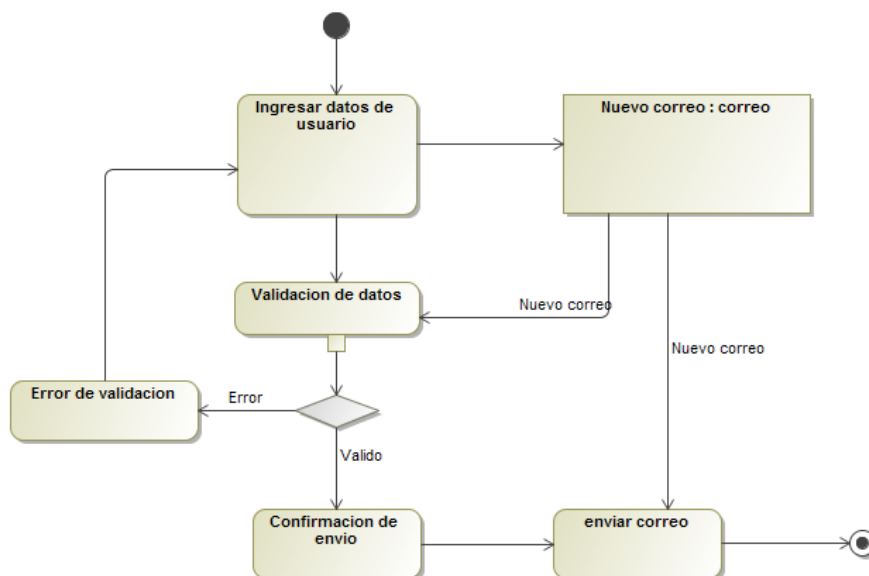 Ingresar datos de
usuario
Nuevo correo : correo
Validacion de datos
Nuevo correo
Nuevo correo
Error de validacion
Error
Valido
Confirmacion de
envio
enviar correo